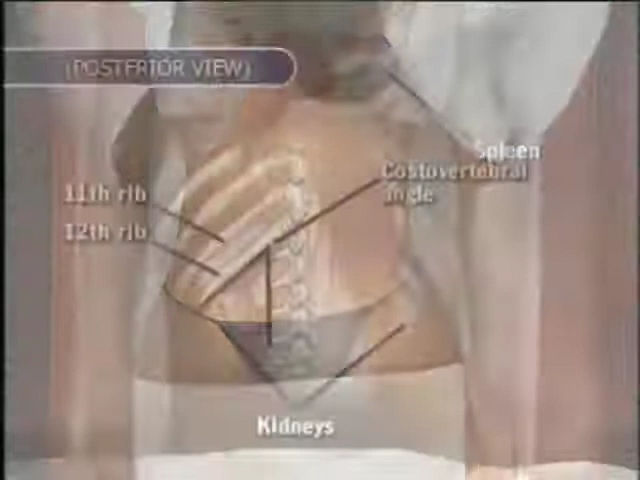 (POSTERIOR VIEW)
Spleen
Costovertebral
angle
11th rib
12th rib
Kidneys